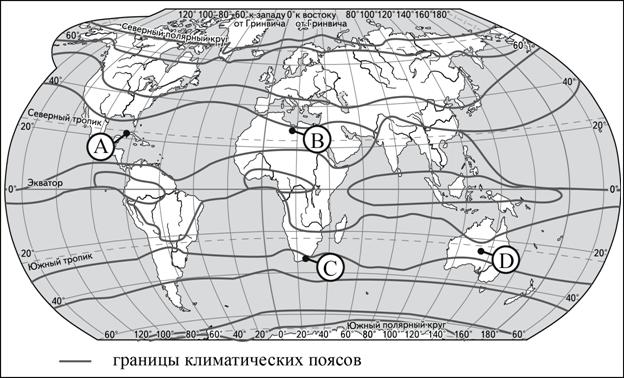 120° 100° 80° 60° к западу 0° к востоку 80° 100° 120° 140° 160° 180°
от Гринвича от Гринвича
Северный полярный круг
60° 60°
40° 40°
Северный тропик
20° 20°
A B
Экватор
0° 0°
20° 20°
Южный тропик
C D
40° 40°
Южный полярный круг
60° 120° 100° 80° 60° 40° 20° 0° 20° 40° 60° 80° 100° 120° 140° 160° 180° 60°
границы климатических поясов